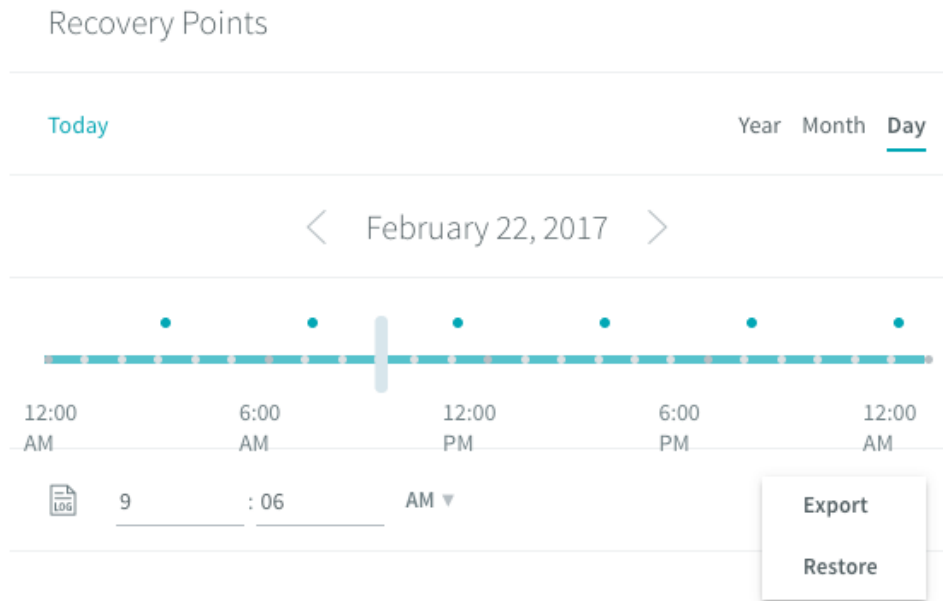 Recovery Points
Today Year Month Day
February 22, 2017
12:00 6:00 12:00 6:00 12:00
AM AM PM PM AM
LOG 9 : 06 AM
Export
Restore